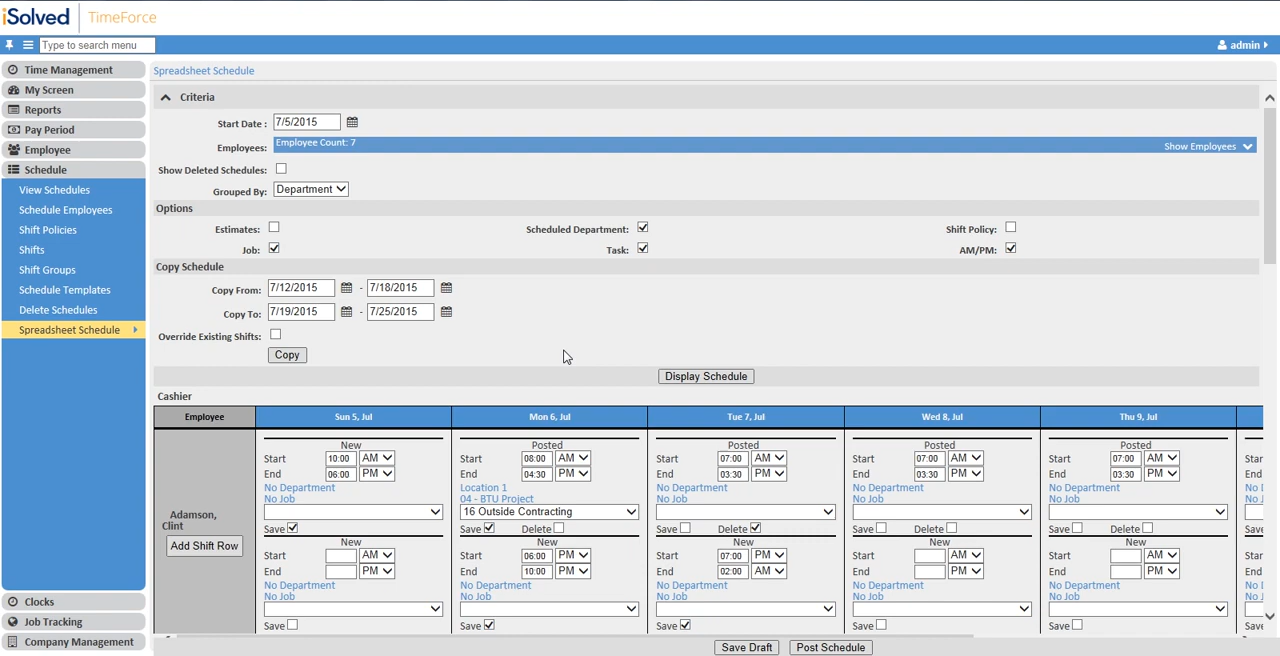 iSolved TimeForce
Type to search menu admin
Time Management
My Screen
Reports
Pay Period
Employee
Schedule
View Schedules
Schedule Employees
Shift Policies
Shifts
Shift Groups
Schedule Templates
Delete Schedules
Spreadsheet Schedule
Clocks
Job Tracking
Company Management
Spreadsheet Schedule
Criteria
Start Date : 7/5/2015
Employees: Employee Count: 7 Show Employees
Show Deleted Schedules:
Grouped By: Department
Options
Estimates: Scheduled Department: Shift Policy:
Job: Task: AM/PM:
Copy Schedule
Copy From: 7/12/2015 - 7/18/2015
Copy To: 7/19/2015 - 7/25/2015
Override Existing Shifts:
Copy
Display Schedule
Cashier
Employee Sun 5, Jul Mon 6, Jul Tue 7, Jul Wed 8, Jul Thu 9, Jul
New Posted Posted Posted Posted
Start 10:00 AM Start 08:00 AM Start 07:00 AM Start 07:00 AM Start 07:00 AM Star
End 06:00 PM End 04:30 PM End 03:30 PM End 03:30 PM End 03:30 PM End
No Department Location 1 No Department No Department No Department
No Job 04 - BTU Project No Job No Job No Job
16 Outside Contracting
Adamson,
Clint
Save Save Delete Save Delete Save Delete Save Delete Save
Add Shift Row
New New New New New
Start AM Start 06:00 PM Start 07:00 PM Start AM Start AM Star
End PM End 10:00 PM End 02:00 AM End PM End PM End
No Department No Department No Department No Department No Department
No Job No Job No Job No Job No Job
Save Save Save Save Save Save
Save Draft Post Schedule